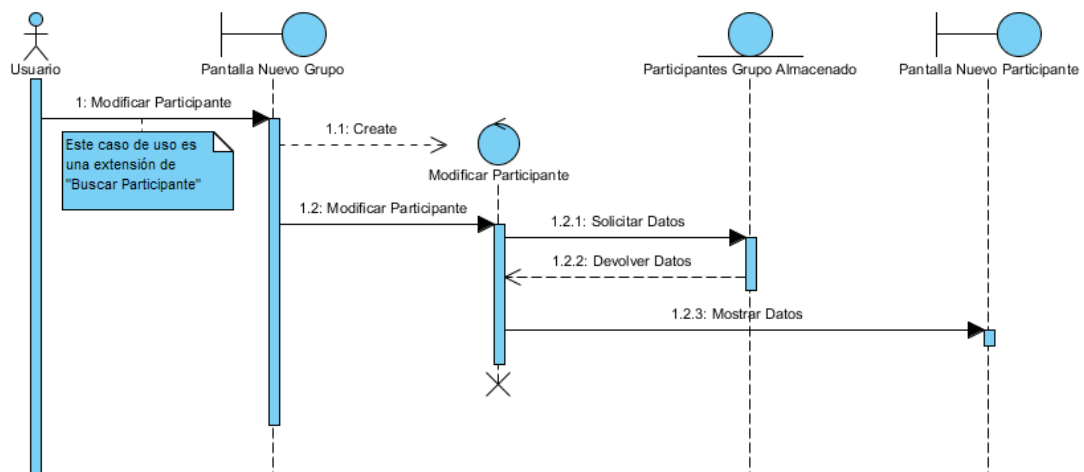 Usuario
Pantalla Nuevo Grupo
Participantes Grupo Almacenado
Pantalla Nuevo Participante
1: Modificar Participante
Este caso de uso es
una extensión de
"Buscar Participante"
1.1: Create
Modificar Participante
1.2: Modificar Participante
1.2.1: Solicitar Datos
1.2.2: Devolver Datos
1.2.3: Mostrar Datos